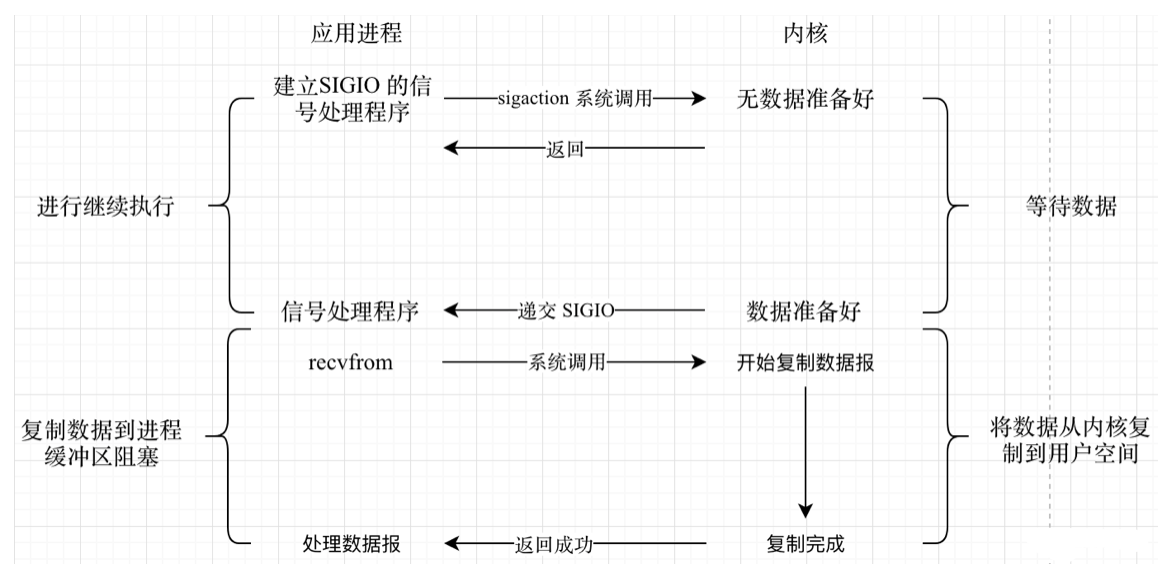 应用进程
内核
建立SIGIO 的信
号处理程序
sigaction 系统调用
无数据准备好
返回
进行继续执行
等待数据
信号处理程序
递交 SIGIO
数据准备好
recvfrom
系统调用
开始复制数据报
复制数据到进程
缓冲区阻塞
将数据从内核复
制到用户空间
处理数据报
返回成功
复制完成